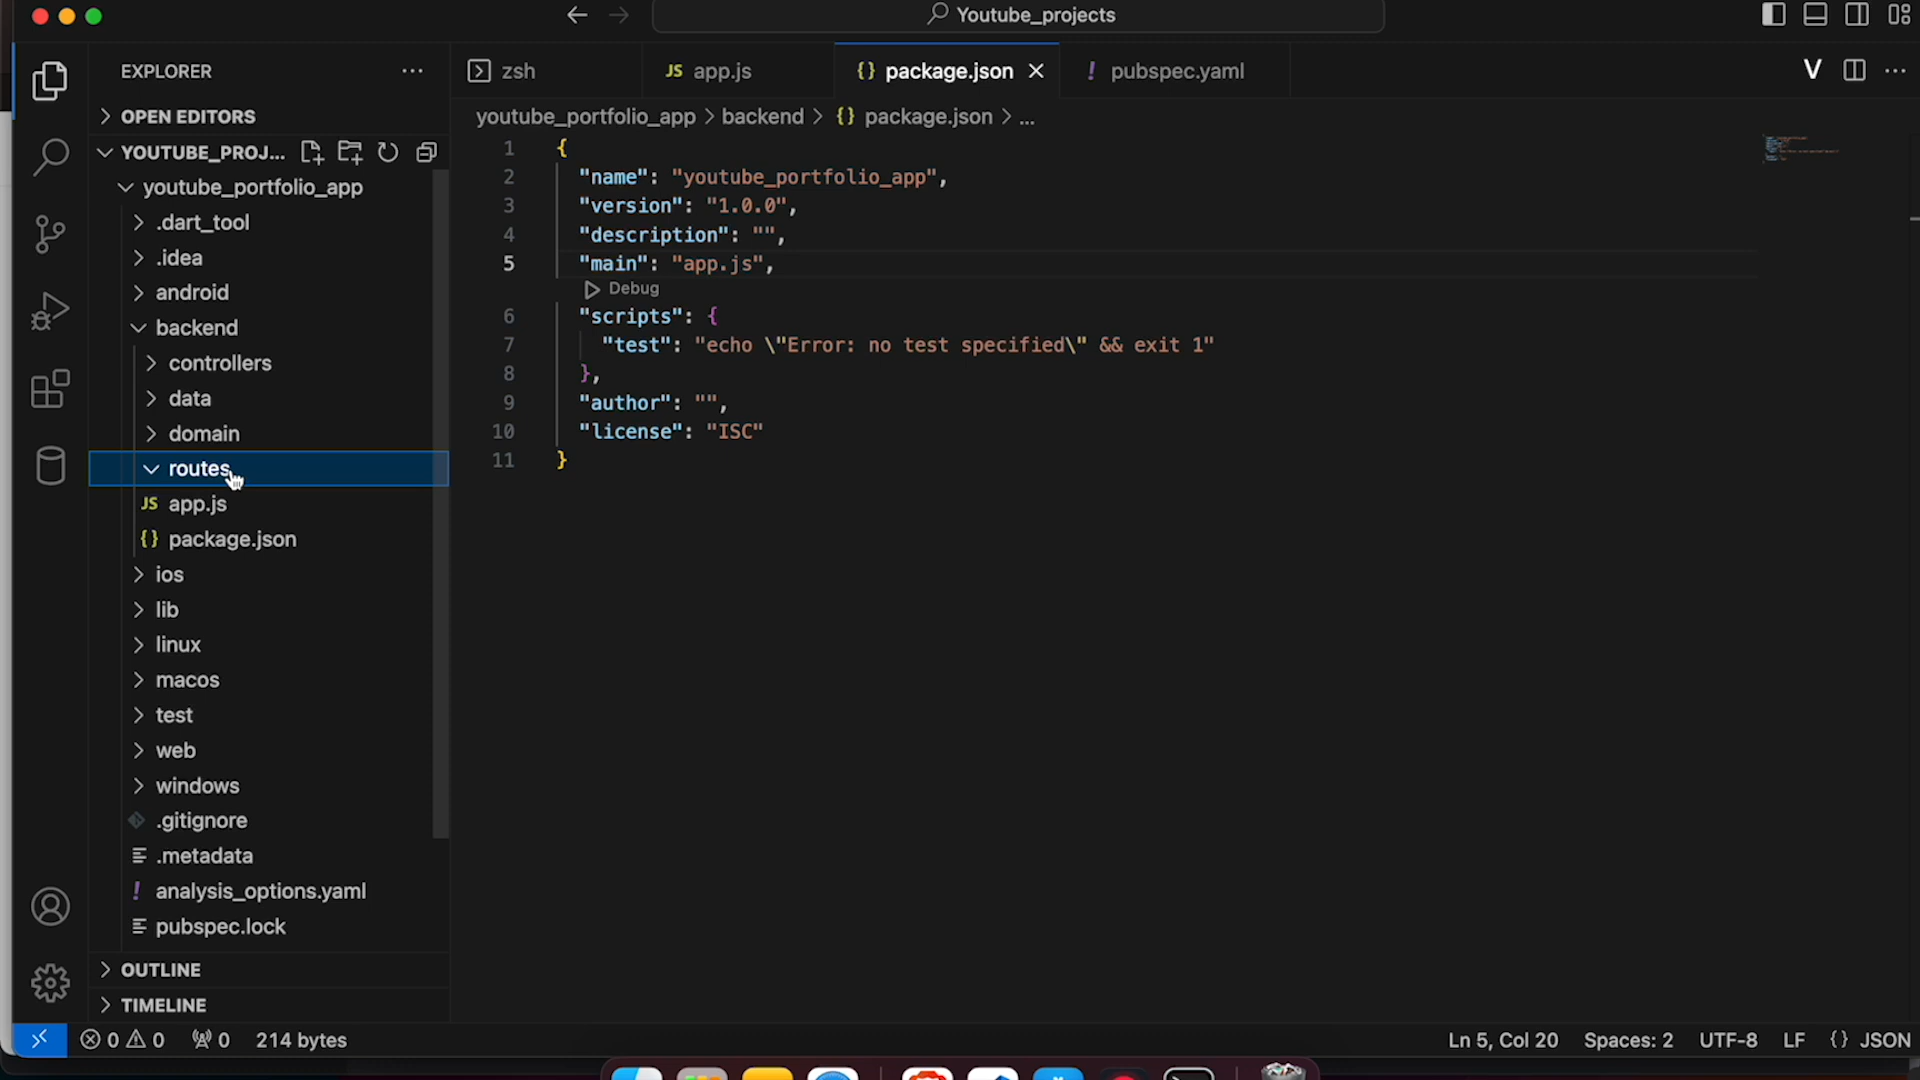 Youtube_projects
EXPLORER
zsh
JS app.js
{} package.json
! pubspec.yaml
OPEN EDITORS
youtube_portfolio_app > backend > {} package.json > ...
YOUTUBE_PROJ...
youtube_portfolio_app
.dart_tool
.idea
android
backend
controllers
data
domain
routes
JS app.js
{} package.json
ios
lib
linux
macos
test
web
windows
.gitignore
.metadata
! analysis_options.yaml
pubspec.lock
OUTLINE
TIMELINE
1 {
2 "name": "youtube_portfolio_app",
3 "version": "1.0.0",
4 "description": "",
5 "main": "app.js",
Debug
6 "scripts": {
7 "test": "echo \"Error: no test specified\" && exit 1"
8 },
9 "author": "",
10 "license": "ISC"
11 }
0 0 0 214 bytes
Ln 5, Col 20 Spaces: 2 UTF-8 LF {} JSON